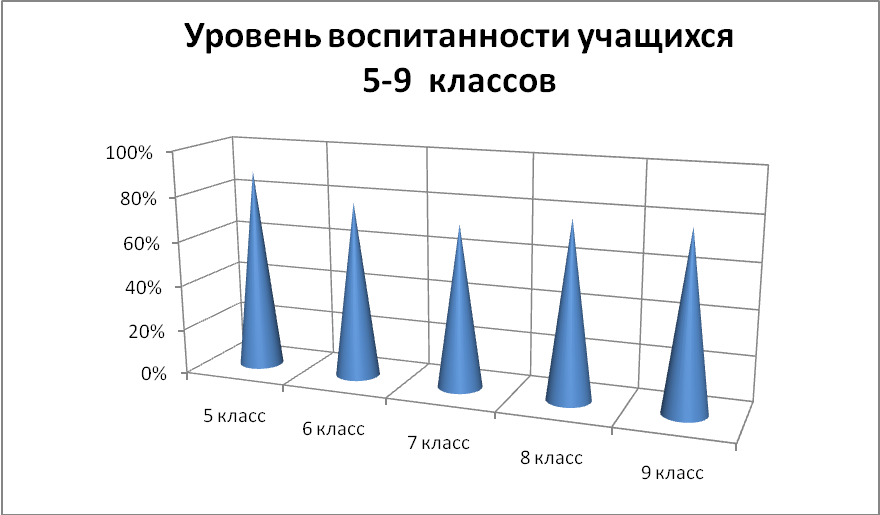 Уровень воспитанности учащихся
5-9 классов
100%
80%
60%
40%
20%
0%
5 класс
6 класс
7 класс
8 класс
9 класс